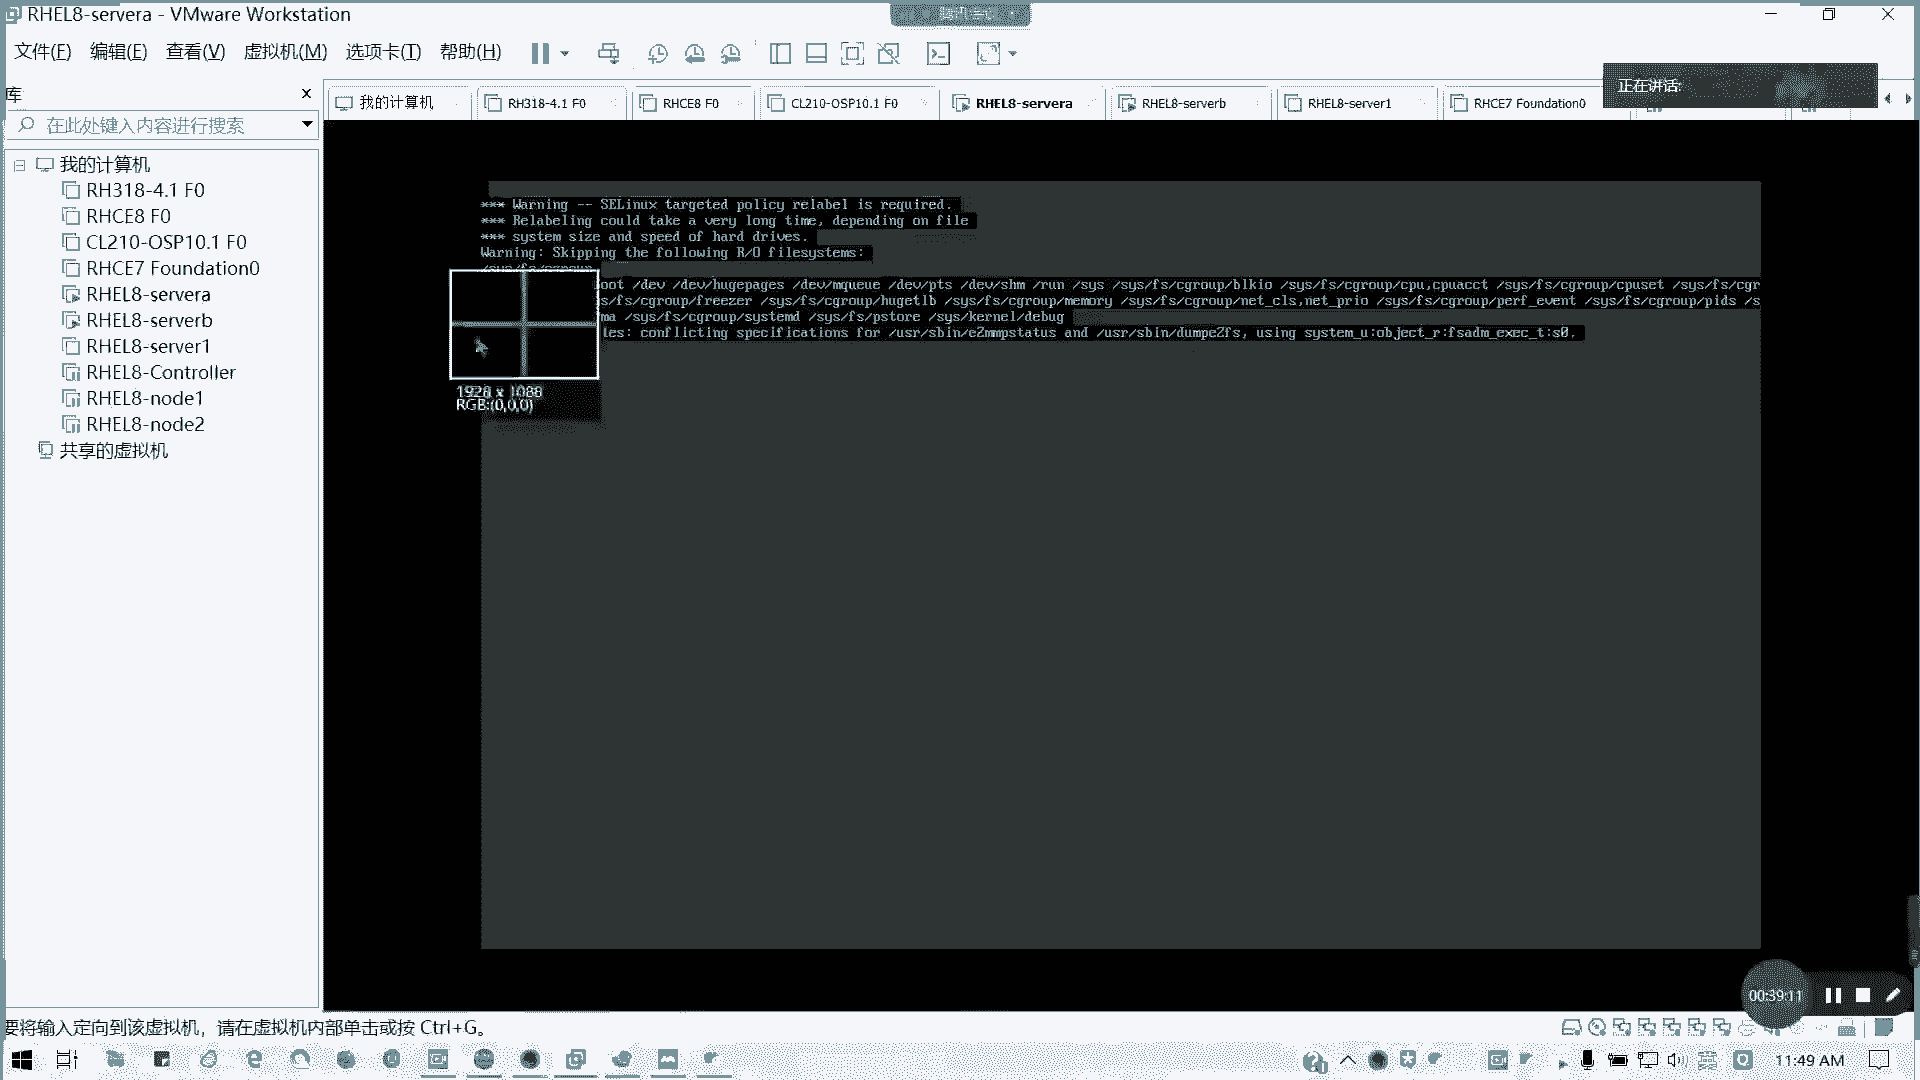 RHEL8-servera - VMware Workstation
文件(F) 编辑(E) 查看(V) 虚拟机(M) 选项卡(T) 帮助(H)
正在讲话:
库
在此处键入内容进行搜索
我的计算机
RH318-4.1 F0
RHCE8 F0
CL210-OSP10.1 F0
RHEL8-servera
RHEL8-serverb
RHEL8-server1
RHCE7 Foundation0
我的计算机
RH318-4.1 F0
RHCE8 F0
CL210-OSP10.1 F0
RHCE7 Foundation0
RHEL8-servera
RHEL8-serverb
RHEL8-server1
RHEL8-Controller
RHEL8-node1
RHEL8-node2
共享的虚拟机
*** Warning -- SELinux targeted policy relabel is required.
*** Relabeling could take a very long time, depending on file
*** system size and speed of hard drives.
Warning: Skipping the following R/O filesystems:
/sys/fs/cgroup
oot /dev /dev/hugepages /dev/mqueue /dev/pts /dev/shm /run /sys /sys/fs/cgroup/blkio /sys/fs/cgroup/cpu,cpuacct /sys/fs/cgroup/cpuset /sys/fs/cgr
s/fs/cgroup/freezer /sys/fs/cgroup/hugetlb /sys/fs/cgroup/memory /sys/fs/cgroup/net_cls,net_prio /sys/fs/cgroup/perf_event /sys/fs/cgroup/pids /s
ma /sys/fs/cgroup/systemd /sys/fs/pstore /sys/kernel/debug
les: conflicting specifications for /usr/sbin/e2mmpstatus and /usr/sbin/dumpe2fs, using system_u:object_r:fsadm_exec_t:s0.
1928 x 1088
RGB:(0,0,0)
00:39:11
要将输入定向到该虚拟机，请在虚拟机内部单击或按 Ctrl+G。
英
11:49 AM